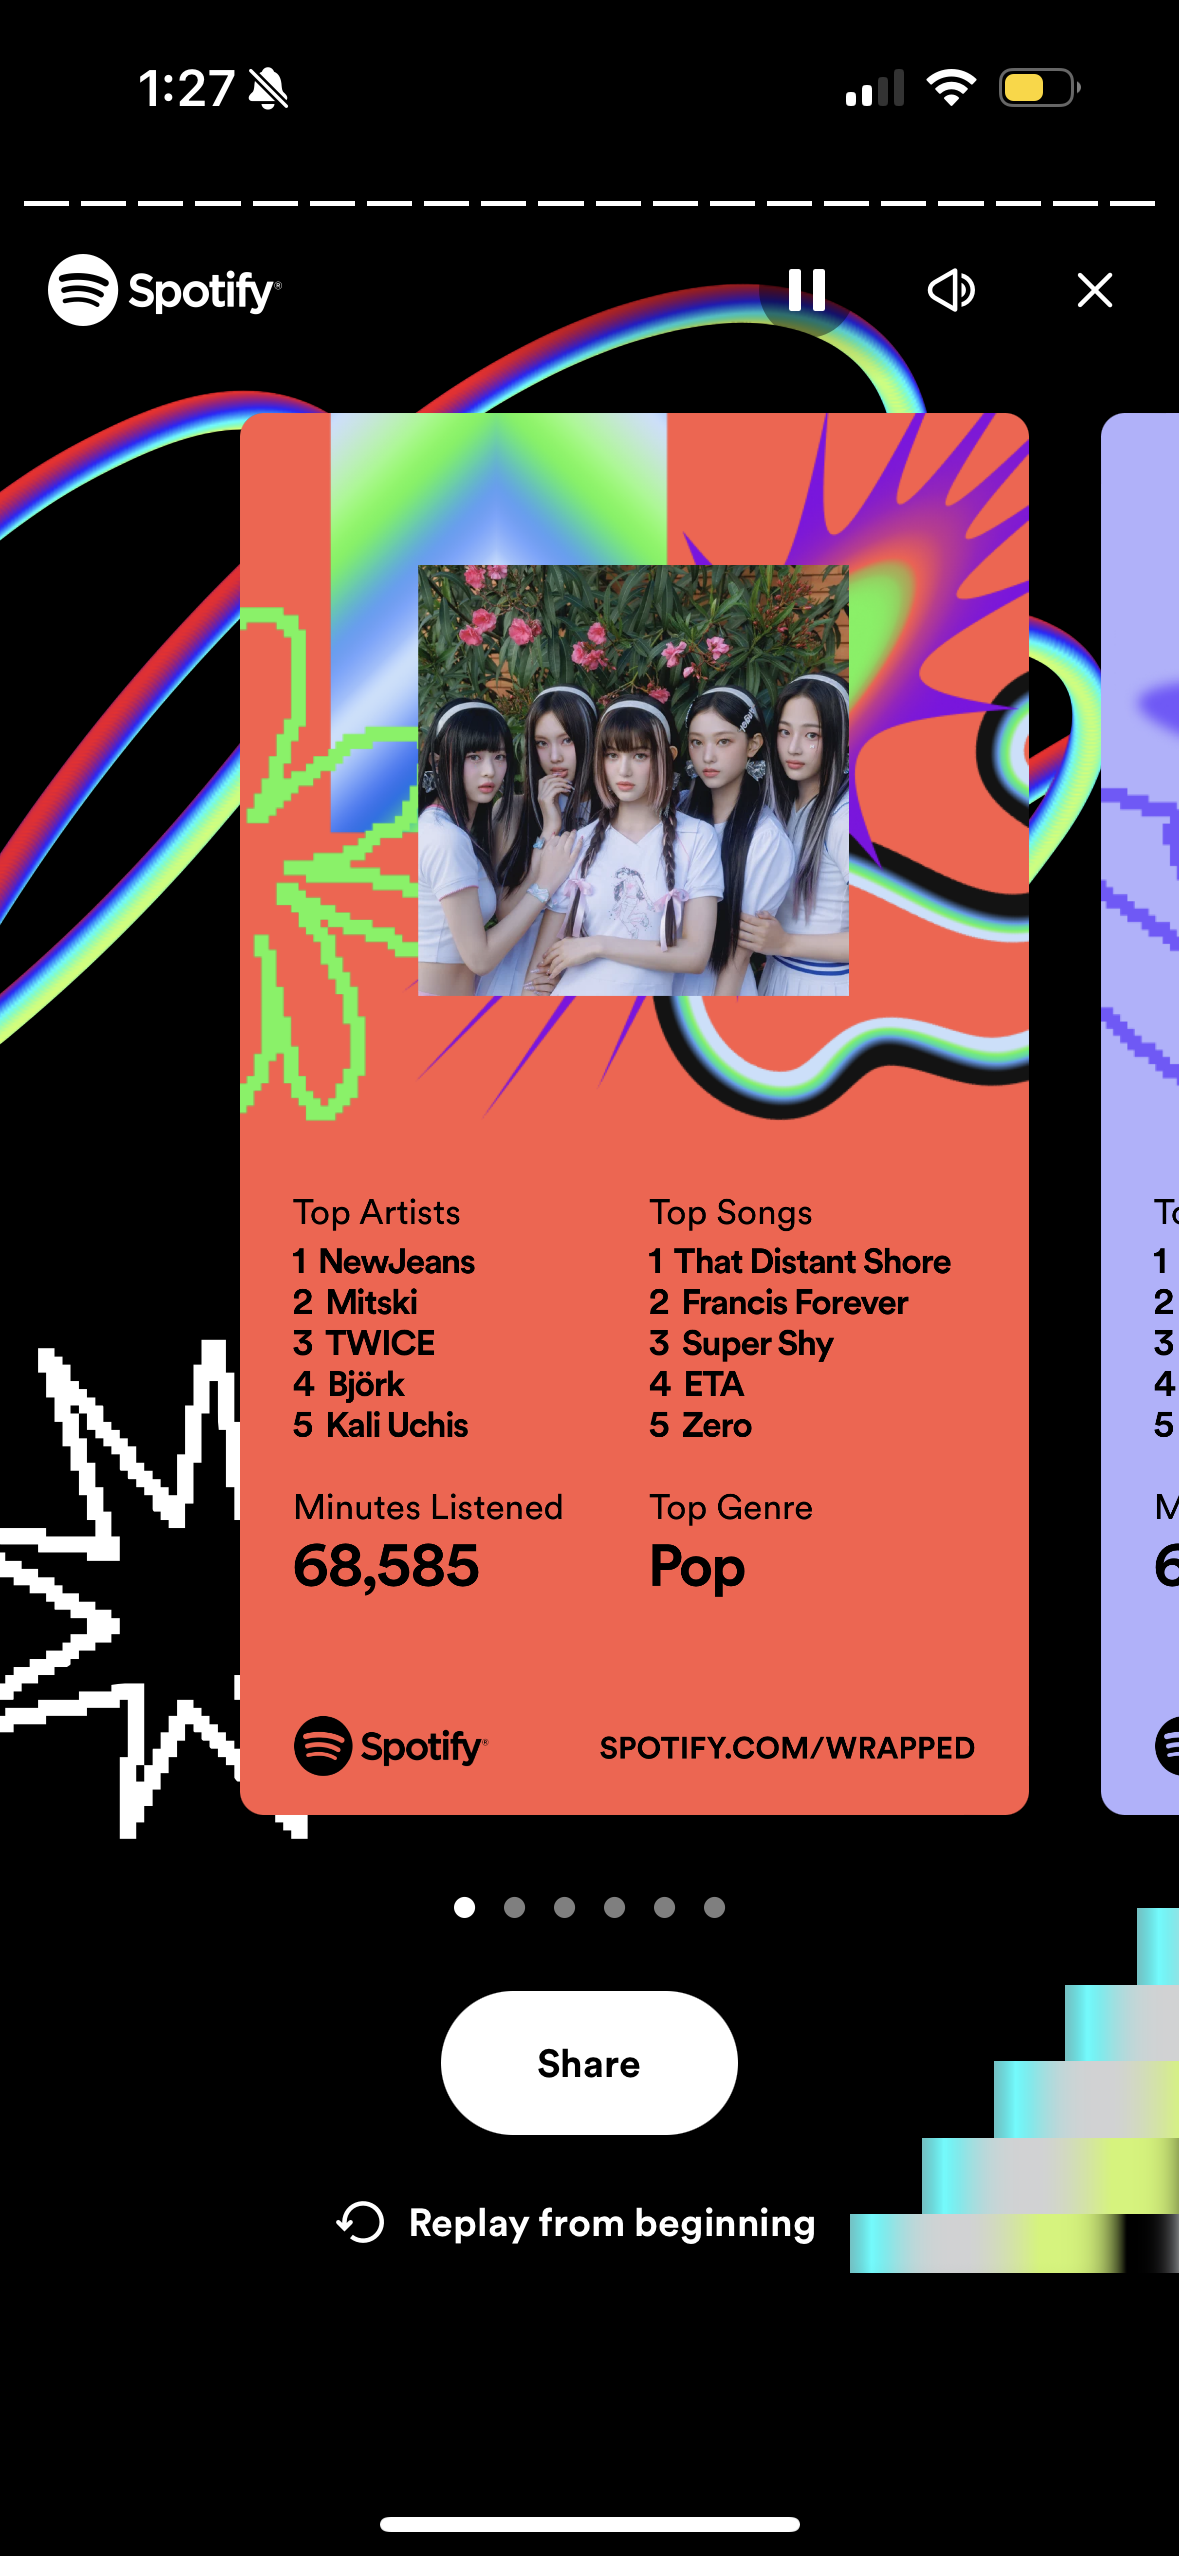 1:27
Spotify®
Top Artists
1 NewJeans
2 Mitski
3 TWICE
4 Björk
5 Kali Uchis
Top Songs
1 That Distant Shore
2 Francis Forever
3 Super Shy
4 ETA
5 Zero
Minutes Listened
68,585
Top Genre
Pop
Spotify®
SPOTIFY.COM/WRAPPED
1
2
3
4
5
Share
Replay from beginning